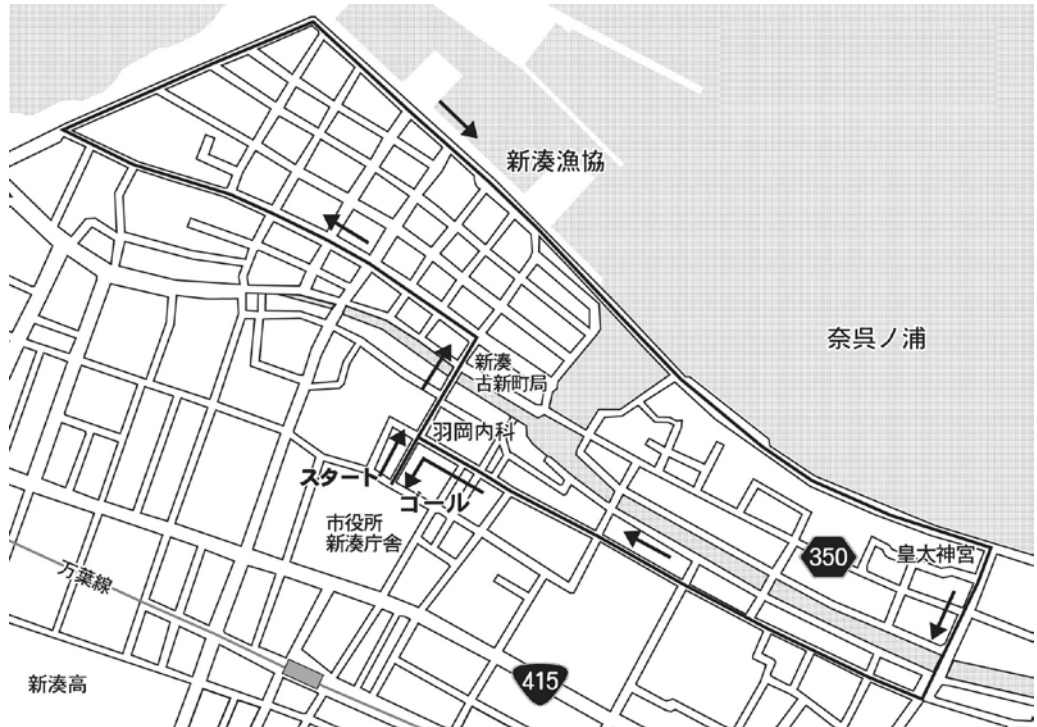 新湊漁協
奈呉ノ浦
新湊
古新町局
羽岡内科
スタート
ゴール
市役所
新湊庁舎
350
皇太神宮
万葉線
415
新湊高